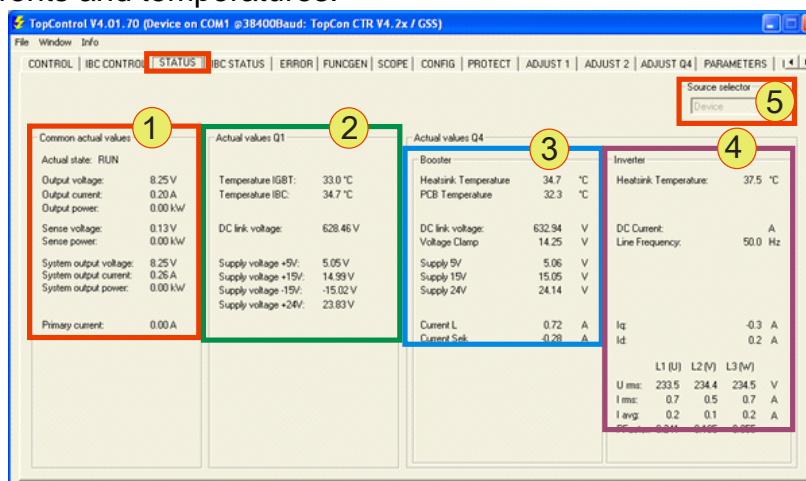 rents and temperatures.
TopControl V4.01.70 (Device on COM1 @38400Baud: TopCon CTR V4.2x / GSS)
File Window Info
CONTROL IBC CONTROL STATUS IBC STATUS ERROR FUNCGEN SCOPE CONFIG PROTECT ADJUST 1 ADJUST 2 ADJUST Q4 PARAMETERS
Source selector
Device
5
Common actual values
1
Actual state: RUN
Output voltage: 8.25 V
Output current: 0.20 A
Output power: 0.00 kW
Sense voltage: 0.13 V
Sense power: 0.00 kW
System output voltage: 8.25 V
System output current: 0.26 A
System output power: 0.00 kW
Primary current: 0.00 A
Actual values Q1
2
Temperature IGBT: 33.0 °C
Temperature IBC: 34.7 °C
DC link voltage: 628.46 V
Supply voltage +5V: 5.05 V
Supply voltage +15V: 14.99 V
Supply voltage -15V: -15.02 V
Supply voltage +24V: 23.83 V
Actual values Q4
Booster
3
Heatsink Temperature 34.7 °C
PCB Temperature 32.3 °C
DC link voltage: 632.94 V
Voltage Clamp 14.25 V
Supply 5V 5.06 V
Supply 15V 15.05 V
Supply 24V 24.14 V
Current L 0.72 A
Current Sek -0.28 A
Inverter
4
Heatsink Temperature: 37.5 °C
DC Current: A
Line Frequency: 50.0 Hz
Iq: -0.3 A
Id: 0.2 A
L1 (U) L2 (V) L3 (W)
U rms: 233.5 234.4 234.5 V
I rms: 0.7 0.5 0.7 A
I avg: 0.2 0.1 0.2 A